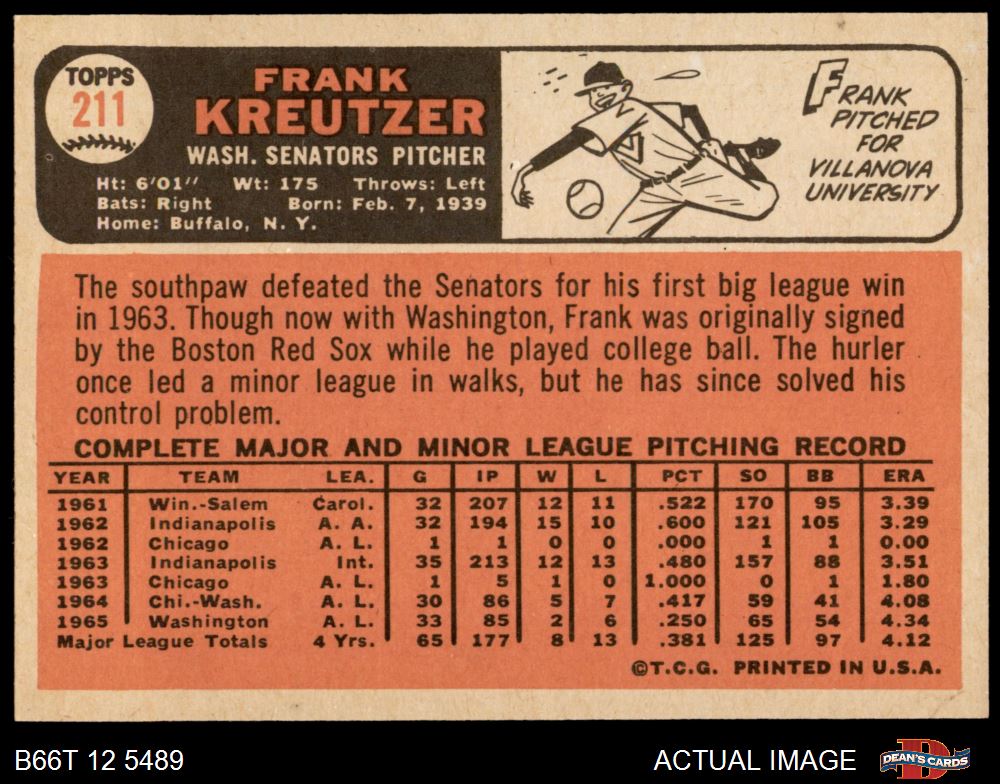 TOPPS
211
FRANK
KREUTZER
WASH. SENATORS PITCHER
Ht: 6'01" Wt: 175 Throws: Left
Bats: Right Born: Feb. 7, 1939
Home: Buffalo, N. Y.
FRANK
PITCHED
FOR
VILLANOVA
UNIVERSITY
The southpaw defeated the Senators for his first big league win
in 1963. Though now with Washington, Frank was originally signed
by the Boston Red Sox while he played college ball. The hurler
once led a minor league in walks, but he has since solved his
control problem.
COMPLETE MAJOR AND MINOR LEAGUE PITCHING RECORD
YEAR TEAM LEA. G IP W L PCT SO BB ERA
1961 Win.-Salem Carol. 32 207 12 11 .522 170 95 3.39
1962 Indianapolis A. A. 32 194 15 10 .600 121 105 3.29
1962 Chicago A. L. 1 1 0 0 .000 1 1 0.00
1963 Indianapolis Int. 35 213 12 13 .480 157 88 3.51
1963 Chicago A. L. 1 5 1 0 1.000 0 1 1.80
1964 Chi.-Wash. A. L. 30 86 5 7 .417 59 41 4.08
1965 Washington A. L. 33 85 2 6 .250 65 54 4.34
Major League Totals 4 Yrs. 65 177 8 13 .381 125 97 4.12
©T.C.G. PRINTED IN U.S.A.
B66T 12 5489 ACTUAL IMAGE DEAN'S CARDS